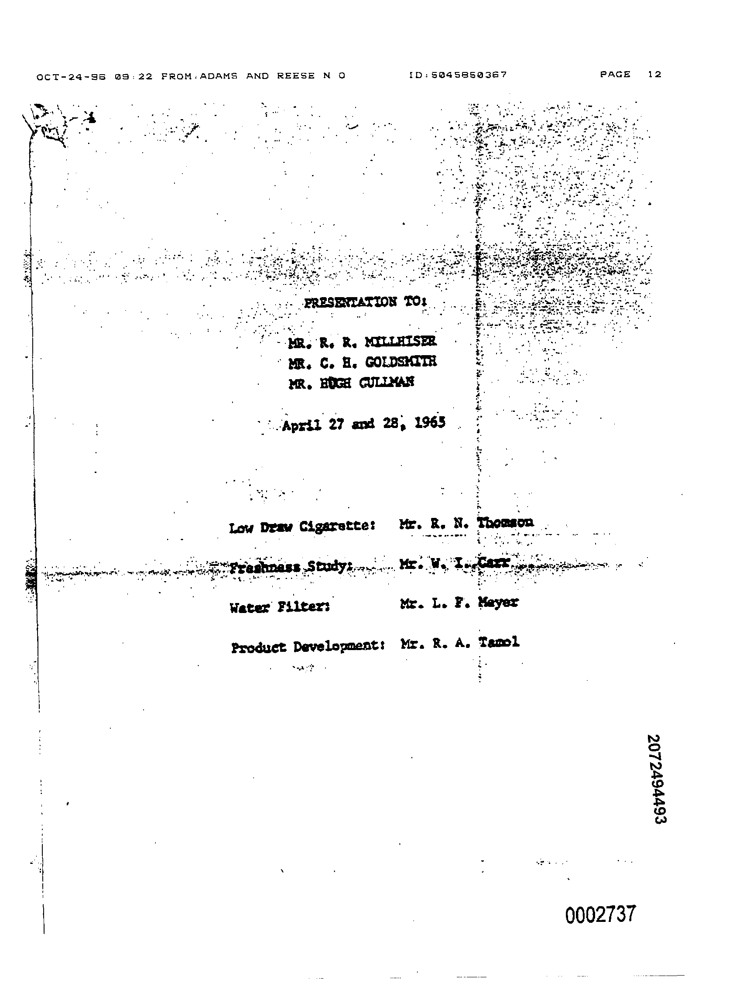 OCT-24-96 09:22 FROM:ADAMS AND REESE N O ID:5045850367 PAGE 12
PRESENTATION TO:
MR. R. R. MILLHISER
MR. C. H. GOLDSMITH
MR. HUGH CULLMAN
April 27 and 28, 1965
Low Draw Cigarette: Mr. R. N. Thomson
Freshness Study: Mr. W. I. Carr
Water Filter: Mr. L. F. Meyer
Product Development: Mr. R. A. Tamol
2072494493
0002737